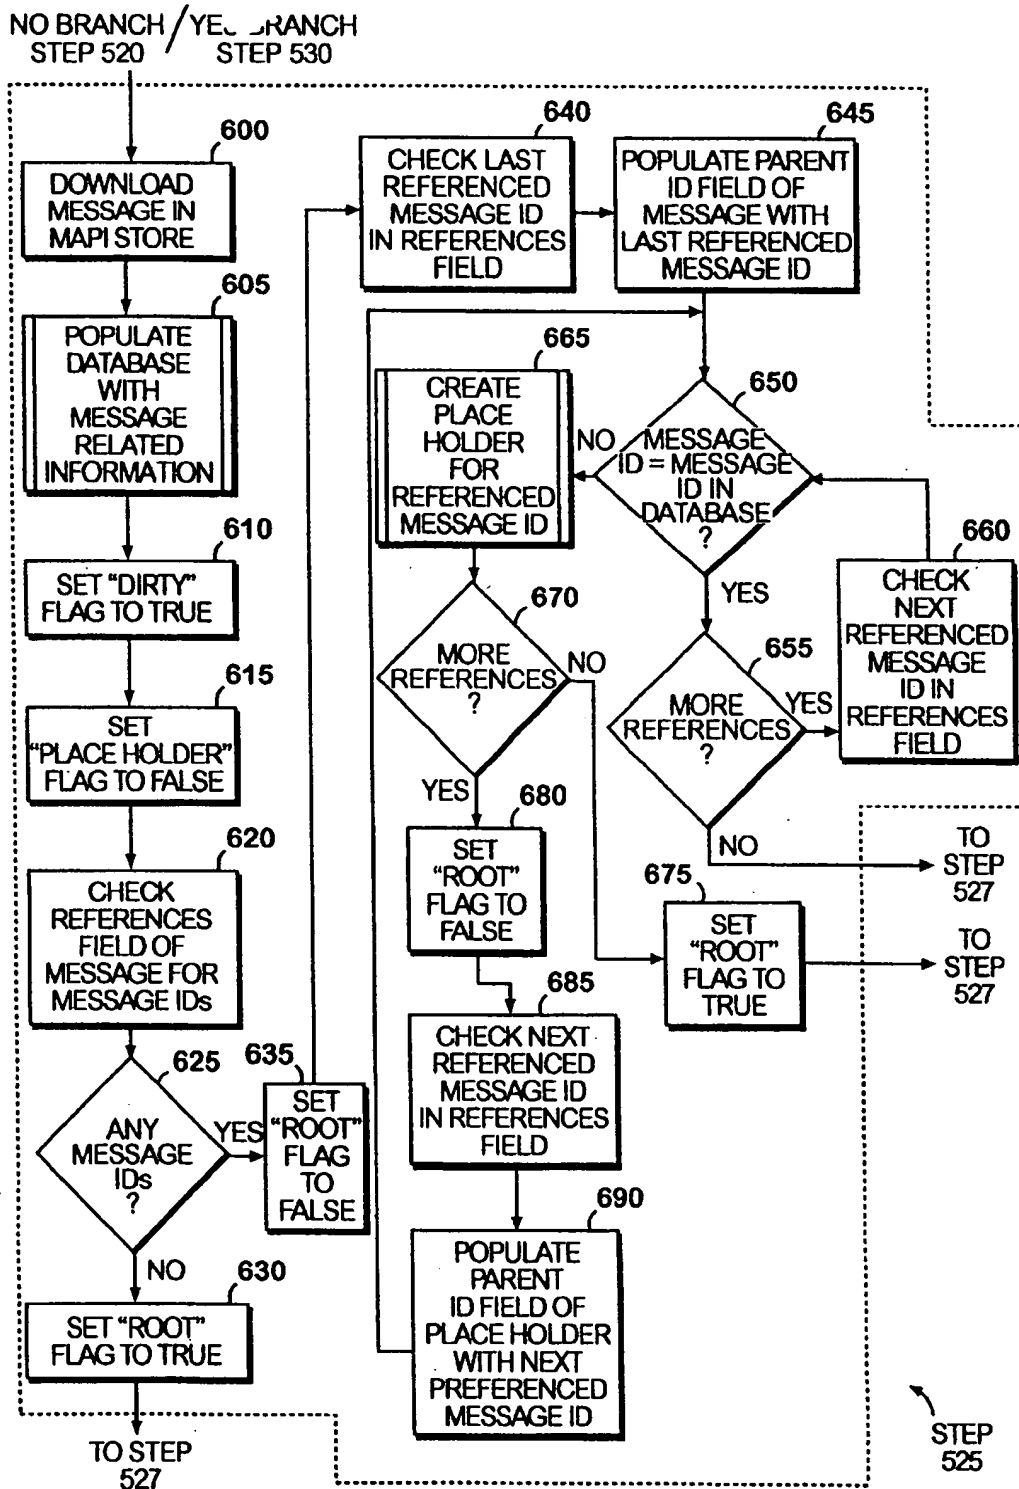 NO BRANCH / YES BRANCH
STEP 520 STEP 530
600
DOWNLOAD
MESSAGE IN
MAPI STORE
605
POPULATE
DATABASE
WITH
MESSAGE
RELATED
INFORMATION
610
SET "DIRTY"
FLAG TO TRUE
615
SET
"PLACE HOLDER"
FLAG TO FALSE
620
CHECK
REFERENCES
FIELD OF
MESSAGE FOR
MESSAGE IDs
625
ANY
MESSAGE
IDs
?
YES
NO
630
SET "ROOT"
FLAG TO TRUE
TO STEP
527
635
SET
"ROOT"
FLAG
TO
FALSE
640
CHECK LAST
REFERENCED
MESSAGE ID
IN REFERENCES
FIELD
645
POPULATE PARENT
ID FIELD OF
MESSAGE WITH
LAST REFERENCED
MESSAGE ID
650
MESSAGE
ID = MESSAGE
ID IN
DATABASE
?
NO
YES
655
MORE
REFERENCES
?
YES
NO
TO
STEP
527
660
CHECK
NEXT
REFERENCED
MESSAGE
ID IN
REFERENCES
FIELD
665
CREATE
PLACE
HOLDER
FOR
REFERENCED
MESSAGE ID
670
MORE
REFERENCES
?
NO
YES
675
SET
"ROOT"
FLAG TO
TRUE
TO
STEP
527
680
SET
"ROOT"
FLAG TO
FALSE
685
CHECK NEXT
REFERENCED
MESSAGE ID
IN REFERENCES
FIELD
690
POPULATE
PARENT
ID FIELD OF
PLACE HOLDER
WITH NEXT
PREFERENCED
MESSAGE ID
STEP
525